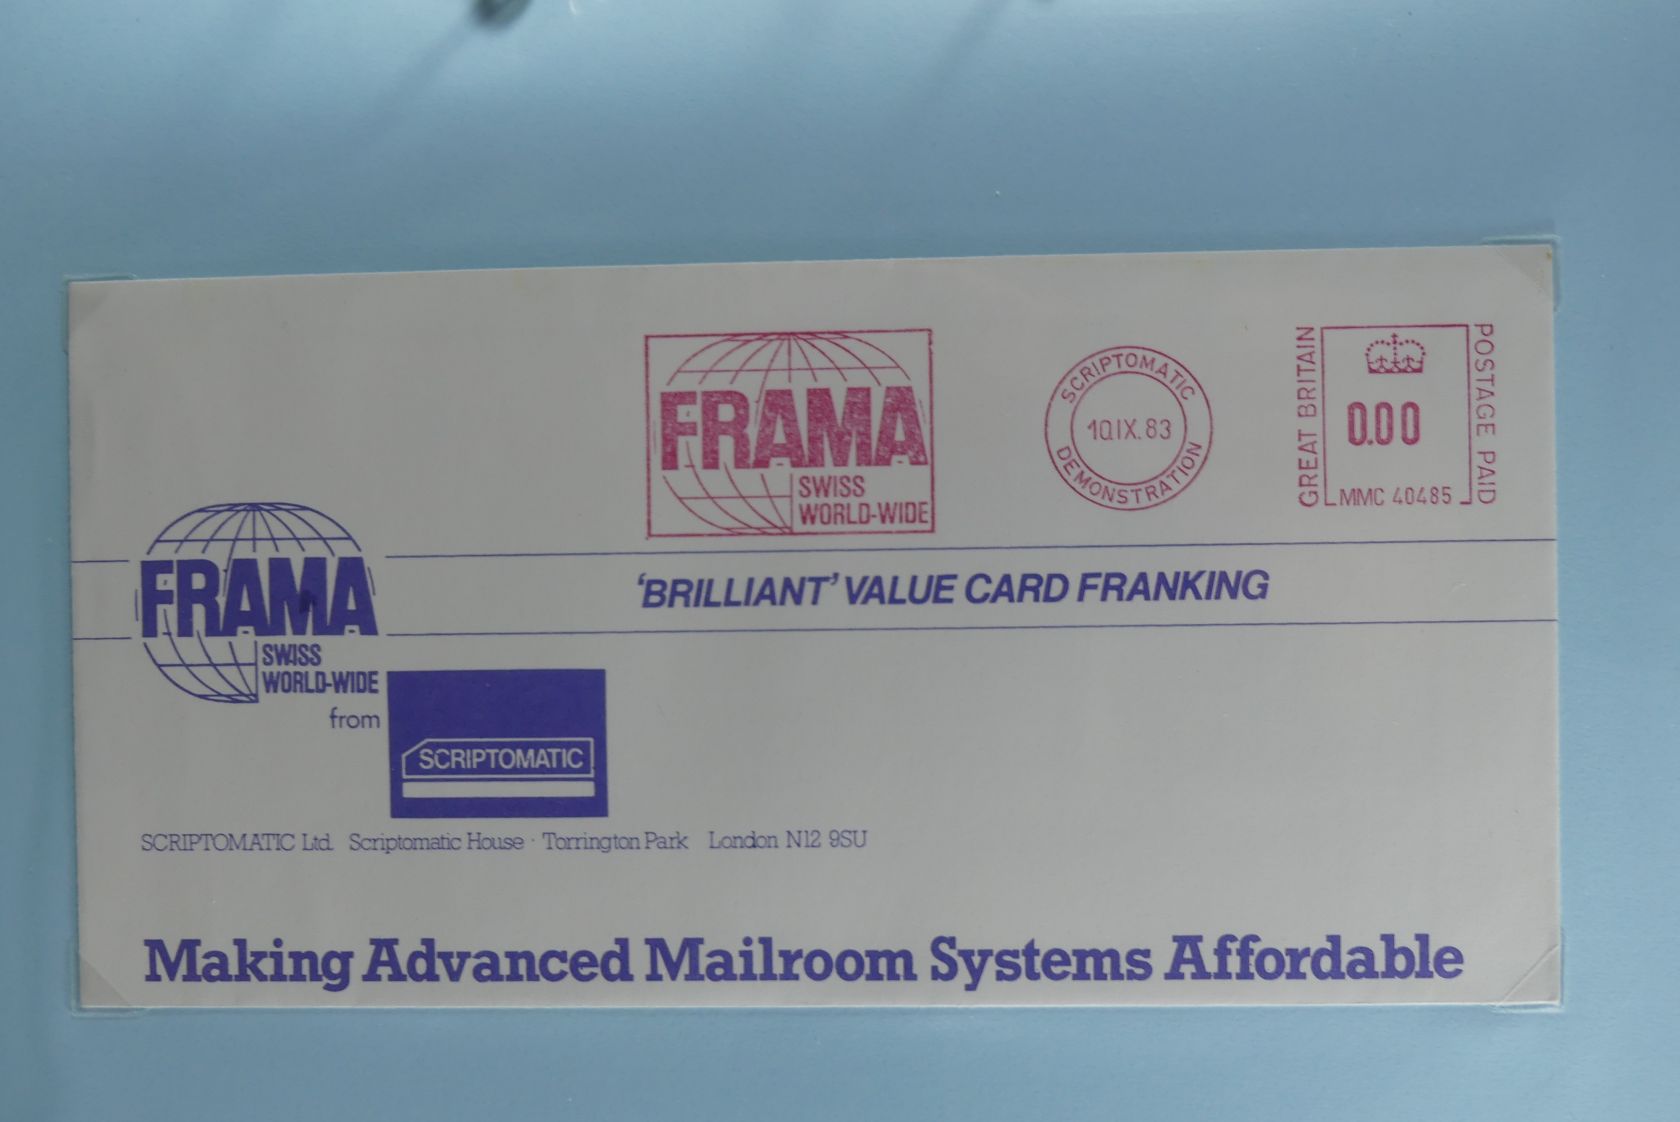 FRAMA
SWISS
WORLD-WIDE
SCRIPTOMATIC
10.IX.83
DEMONSTRATION
GREAT BRITAIN
0.00
MMC 40485
POSTAGE PAID
FRAMA
SWISS
WORLD-WIDE
'BRILLIANT' VALUE CARD FRANKING
from
SCRIPTOMATIC
SCRIPTOMATIC Ltd. Scriptomatic House · Torrington Park London N12 9SU
Making Advanced Mailroom Systems Affordable